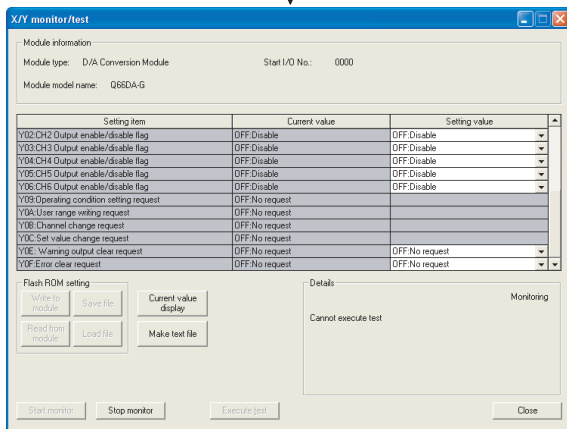 X/Y monitor/test
Module information
Module type: D/A Conversion Module Start I/O No.: 0000
Module model name: Q66DA-G
Setting item Current value Setting value
Y02:CH2 Output enable/disable flag OFF:Disable OFF:Disable
Y03:CH3 Output enable/disable flag OFF:Disable OFF:Disable
Y04:CH4 Output enable/disable flag OFF:Disable OFF:Disable
Y05:CH5 Output enable/disable flag OFF:Disable OFF:Disable
Y06:CH6 Output enable/disable flag OFF:Disable OFF:Disable
Y09:Operating condition setting request OFF:No request
Y0A:User range writing request OFF:No request
Y0B:Channel change request OFF:No request
Y0C:Set value change request OFF:No request
Y0E: Warning output clear request OFF:No request OFF:No request
Y0F:Error clear request OFF:No request OFF:No request
Flash ROM setting
Write to
module
Save file
Read from
module
Load file
Current value
display
Make text file
Details
Monitoring
Cannot execute test
Start monitor Stop monitor Execute test Close